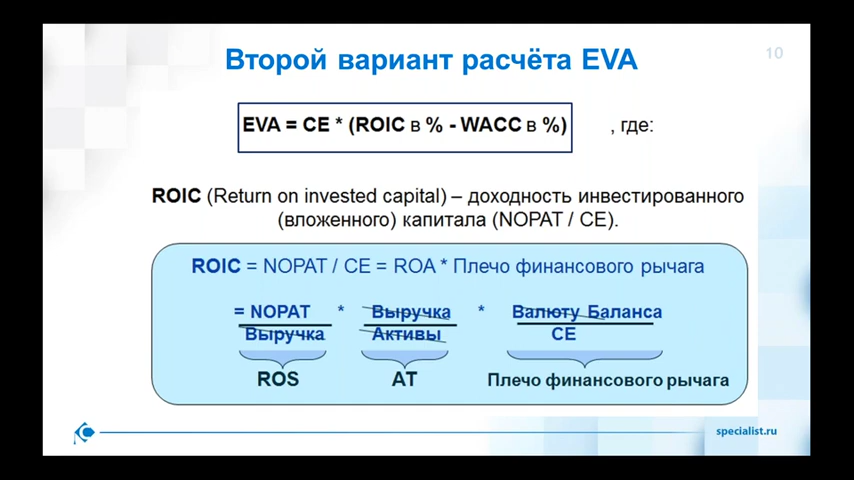 Второй вариант расчёта EVA
10
EVA = CE * (ROIC в % - WACC в %)
, где:
ROIC (Return on invested capital) – доходность инвестированного
(вложенного) капитала (NOPAT / CE).
ROIC = NOPAT / CE = ROA * Плечо финансового рычага
= NOPAT * Выручка * Валюту Баланса
Выручка Активы CE
ROS AT Плечо финансового рычага
specialist.ru